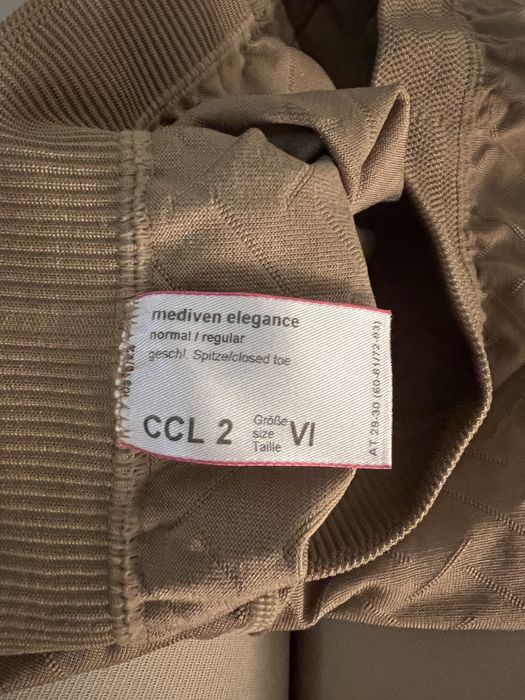 mediven elegance
normal / regular
geschl. Spitze/closed toe
CCL 2
Größe
size
Taille
VI
AT 28-30 (60-61/72-83)